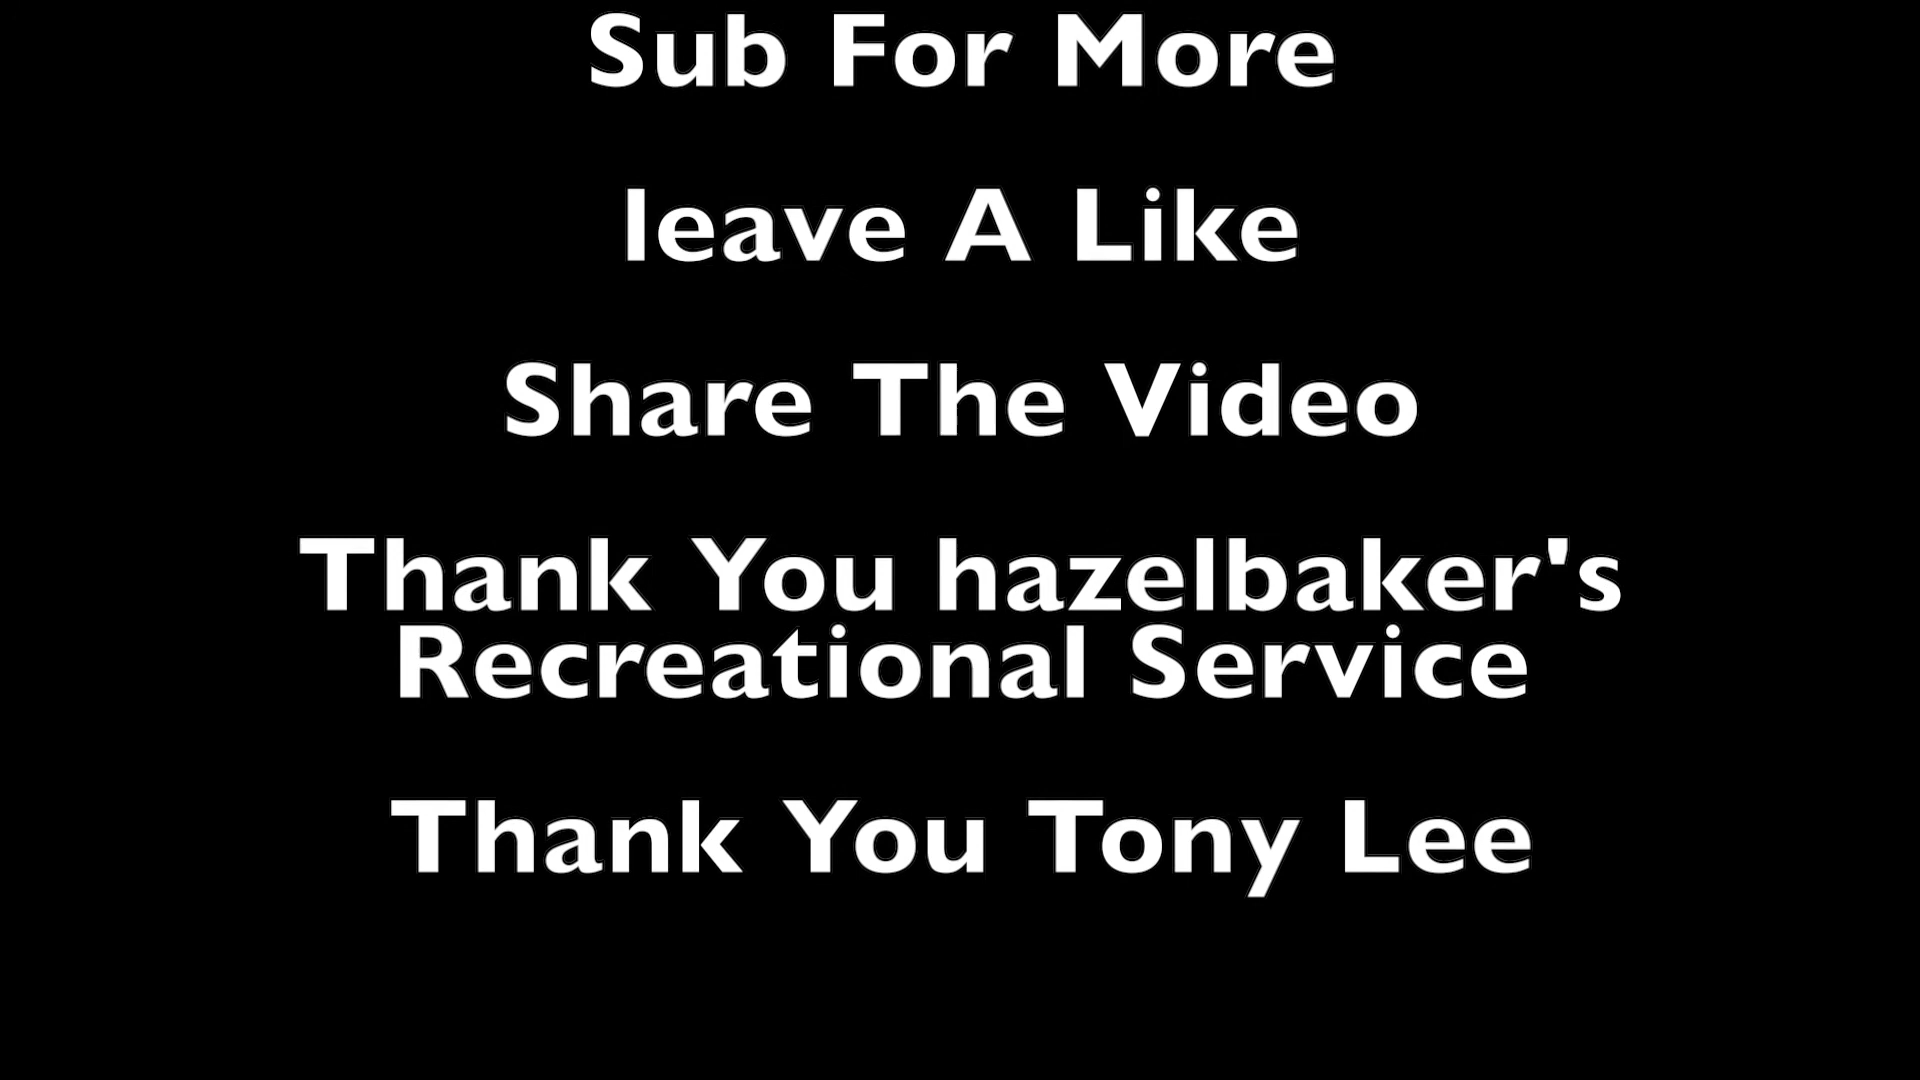 Sub For More
leave A Like
Share The Video
Thank You hazelbaker's
Recreational Service
Thank You Tony Lee